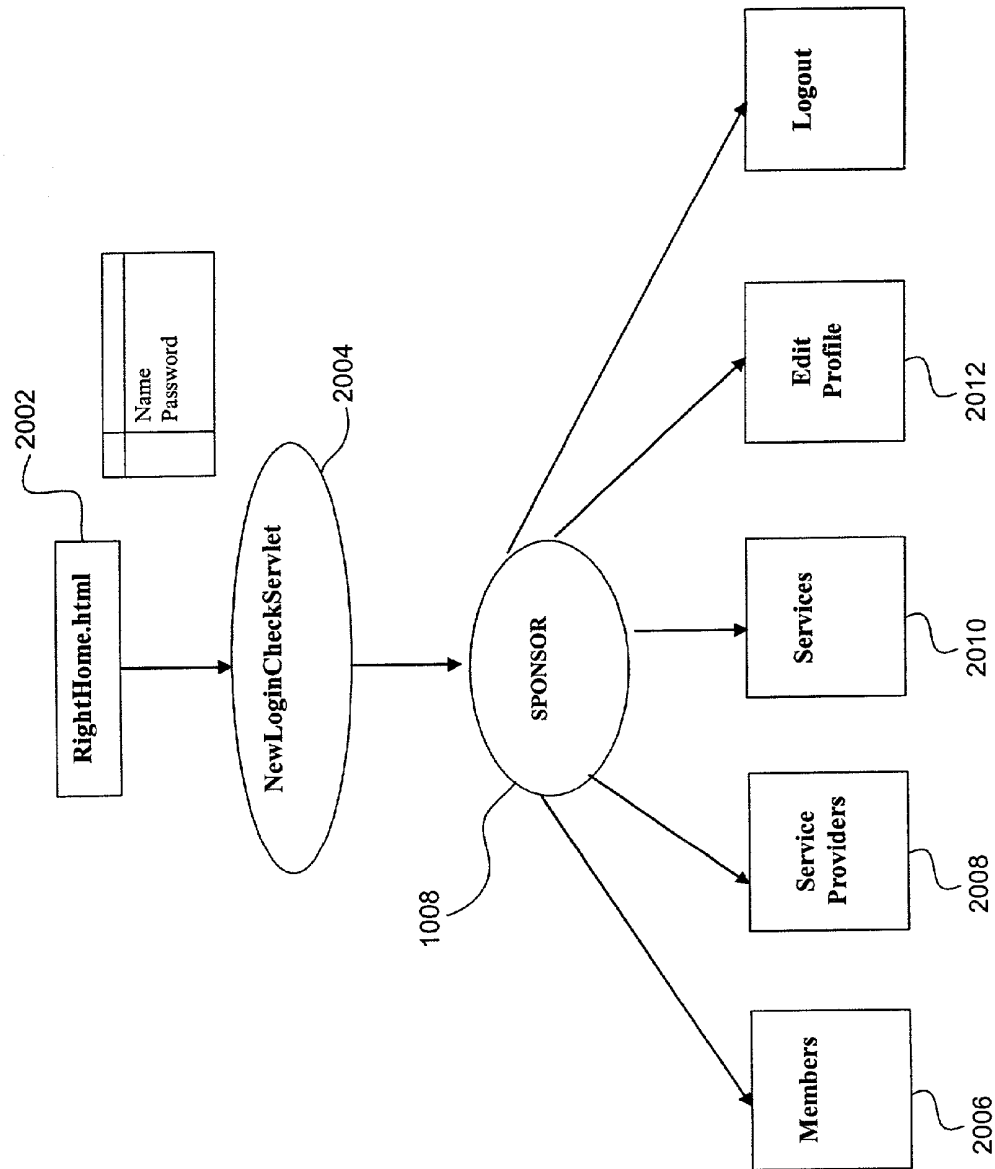 2002
RightHome.html
Name
Password
2004
NewLoginCheckServlet
1008
SPONSOR
Members
Service
Providers
Services
Edit
Profile
Logout
2006
2008
2010
2012